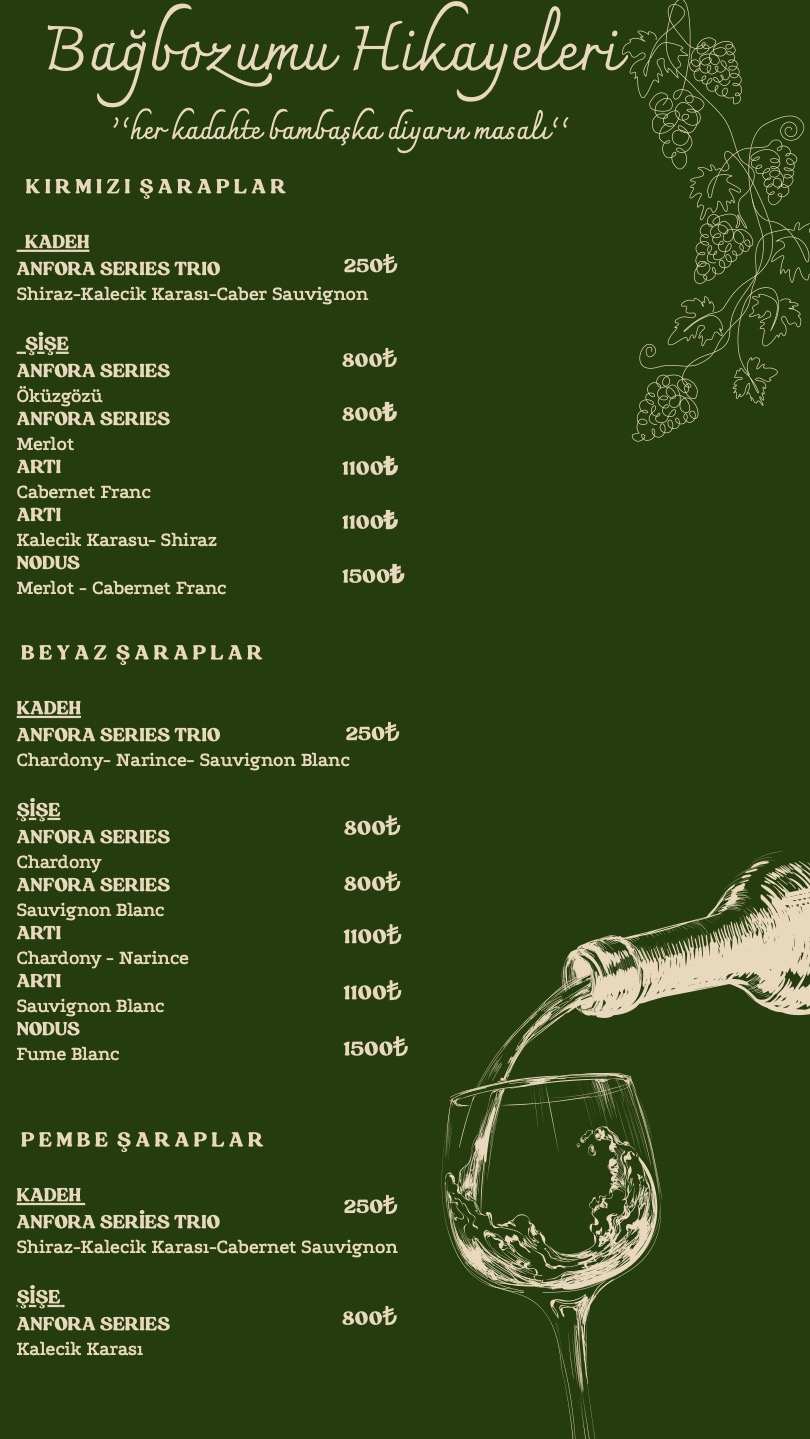 Bağbozumu Hikayeleri
’‘her kadahte bambaşka diyarın masalı‘‘
KIRMIZI ŞARAPLAR
KADEH
ANFORA SERIES TRIO 250₺
Shiraz-Kalecik Karası-Caber Sauvignon
ŞİŞE
ANFORA SERIES 800₺
Öküzgözü
ANFORA SERIES 800₺
Merlot
ARTI 1100₺
Cabernet Franc
ARTI 1100₺
Kalecik Karasu- Shiraz
NODUS 1500₺
Merlot - Cabernet Franc
BEYAZ ŞARAPLAR
KADEH
ANFORA SERIES TRIO 250₺
Chardony- Narince- Sauvignon Blanc
ŞİŞE
ANFORA SERIES 800₺
Chardony
ANFORA SERIES 800₺
Sauvignon Blanc
ARTI 1100₺
Chardony - Narince
ARTI 1100₺
Sauvignon Blanc
NODUS 1500₺
Fume Blanc
PEMBE ŞARAPLAR
KADEH
ANFORA SERİES TRIO 250₺
Shiraz-Kalecik Karası-Cabernet Sauvignon
ŞİŞE
ANFORA SERIES 800₺
Kalecik Karası